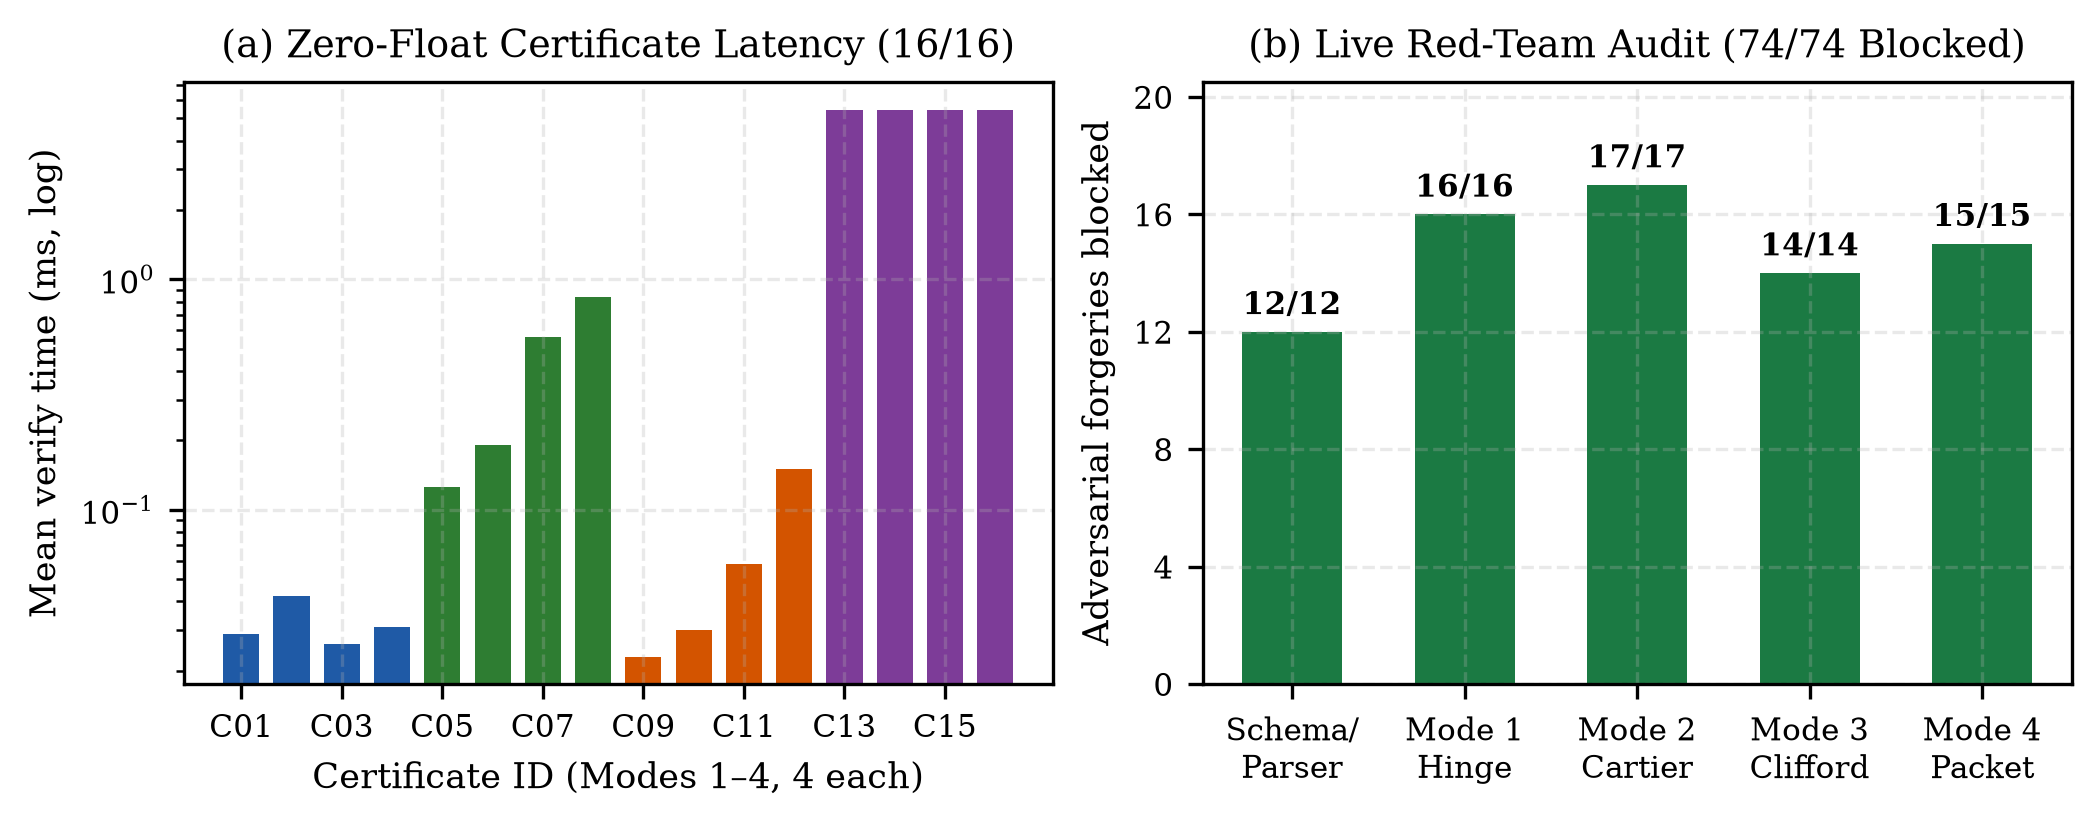 (a) Zero-Float Certificate Latency (16/16)
Mean verify time (ms, log)
10⁰
10⁻¹
C01 C03 C05 C07 C09 C11 C13 C15
Certificate ID (Modes 1–4, 4 each)
(b) Live Red-Team Audit (74/74 Blocked)
Adversarial forgeries blocked
20
16
12
8
4
0
12/12
16/16
17/17
14/14
15/15
Schema/
Parser
Mode 1
Hinge
Mode 2
Cartier
Mode 3
Clifford
Mode 4
Packet